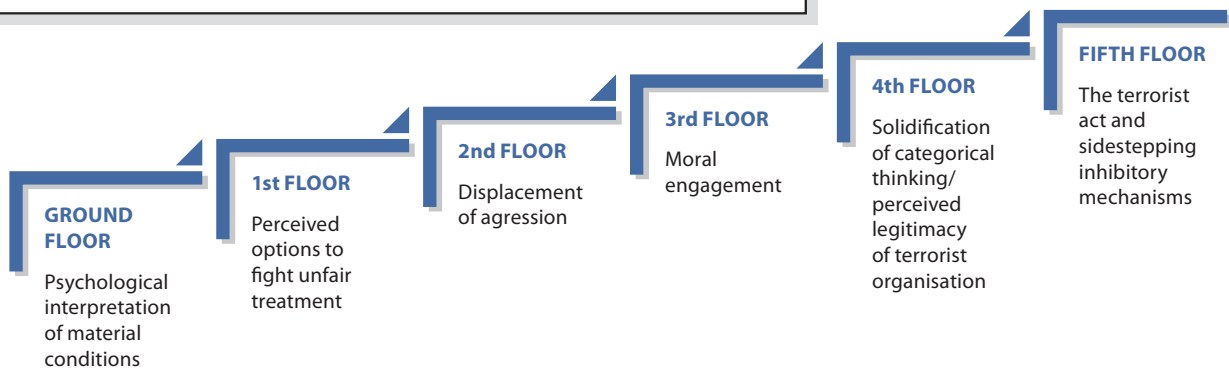 GROUND
FLOOR
Psychological
interpretation
of material
conditions
1st FLOOR
Perceived
options to
fight unfair
treatment
2nd FLOOR
Displacement
of agression
3rd FLOOR
Moral
engagement
4th FLOOR
Solidification
of categorical
thinking/
perceived
legitimacy
of terrorist
organisation
FIFTH FLOOR
The terrorist
act and
sidestepping
inhibitory
mechanisms